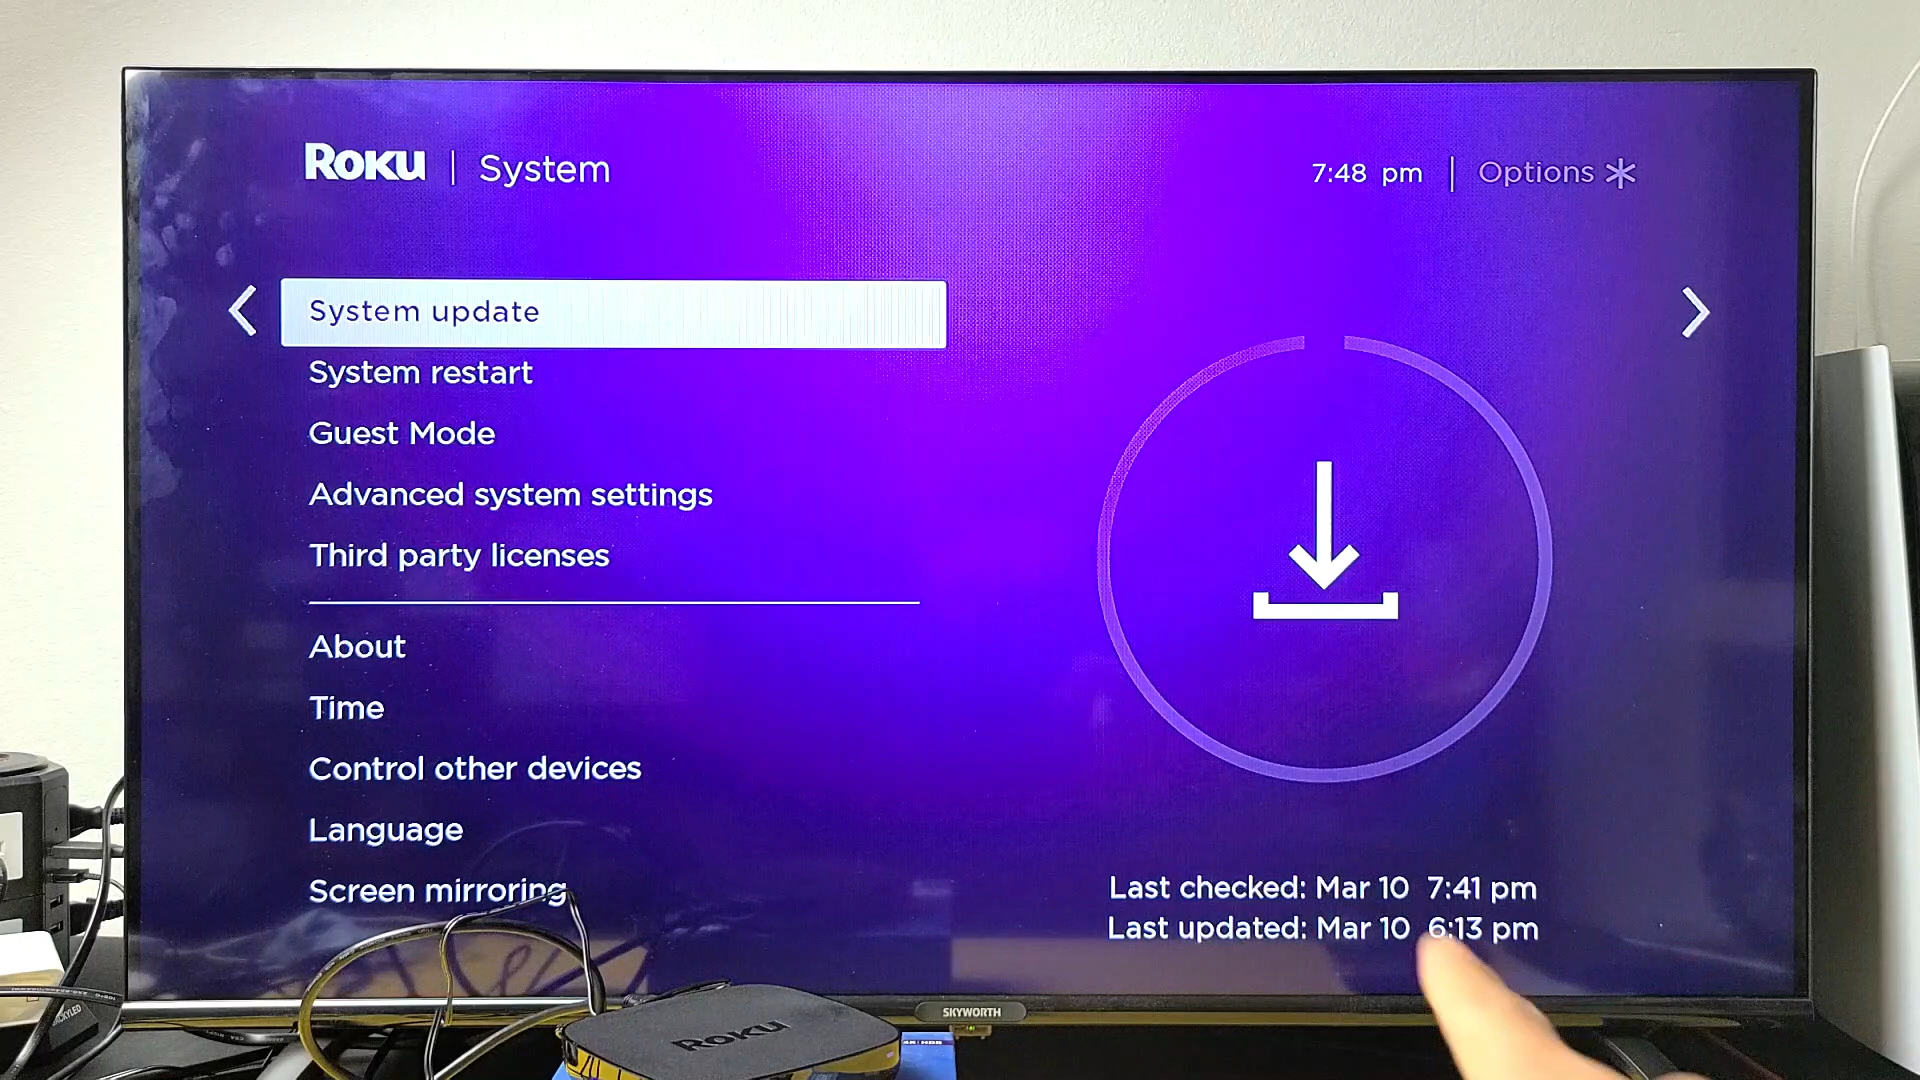 Roku | System
7:48 pm | Options
System update
System restart
Guest Mode
Advanced system settings
Third party licenses
About
Time
Control other devices
Language
Screen mirroring
Last checked: Mar 10 7:41 pm
Last updated: Mar 10 6:13 pm
SKYWORTH
Roku